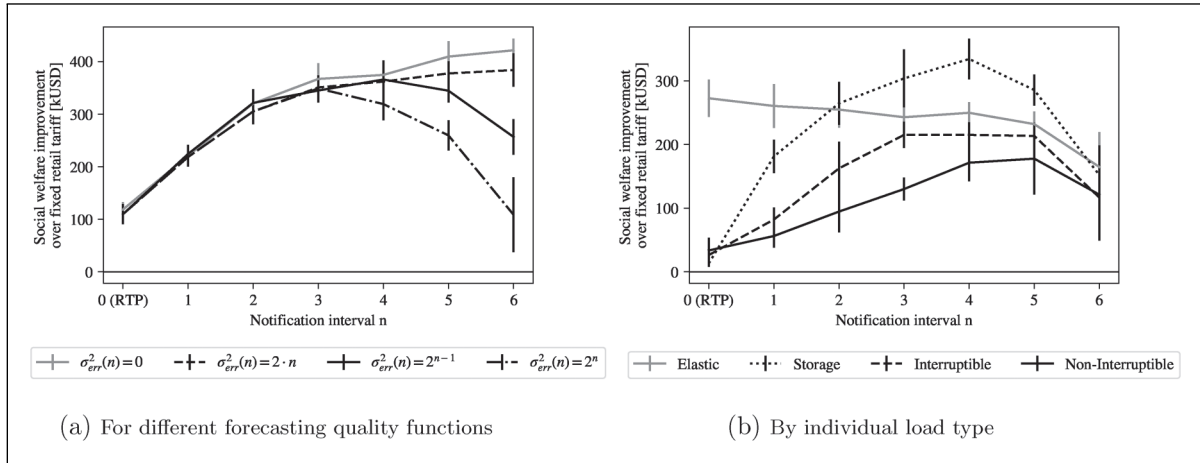 Social welfare improvement
over fixed retail tariff [kUSD]
400
300
200
100
0
0 (RTP) 1 2 3 4 5 6
Notification interval n
σ²err(n)=0 σ²err(n)=2·n σ²err(n)=2ⁿ⁻¹ σ²err(n)=2ⁿ
(a) For different forecasting quality functions
Social welfare improvement
over fixed retail tariff [kUSD]
300
200
100
0
0 (RTP) 1 2 3 4 5 6
Notification interval n
Elastic Storage Interruptible Non-Interruptible
(b) By individual load type